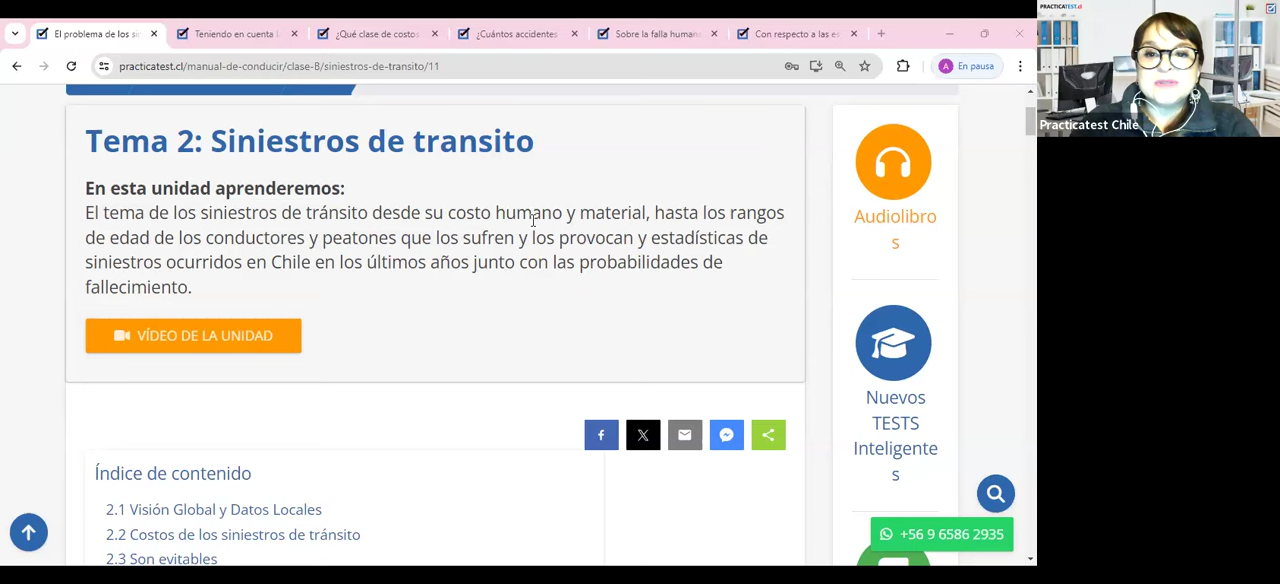 El problema de los si
Teniendo en cuenta l
¿Qué clase de costos
¿Cuántos accidentes
Sobre la falla human
Con respecto a las es
practicatest.cl/manual-de-conducir/clase-B/siniestros-de-transito/11
A
En pausa
PRACTICATEST.cl
Practicatest Chile
Tema 2: Siniestros de transito
En esta unidad aprenderemos:
El tema de los siniestros de tránsito desde su costo humano y material, hasta los rangos
de edad de los conductores y peatones que los sufren y los provocan y estadísticas de
siniestros ocurridos en Chile en los últimos años junto con las probabilidades de
fallecimiento.
VÍDEO DE LA UNIDAD
Índice de contenido
2.1 Visión Global y Datos Locales
2.2 Costos de los siniestros de tránsito
2.3 Son evitables
Audiolibro
s
Nuevos
TESTS
Inteligente
s
+56 9 6586 2935